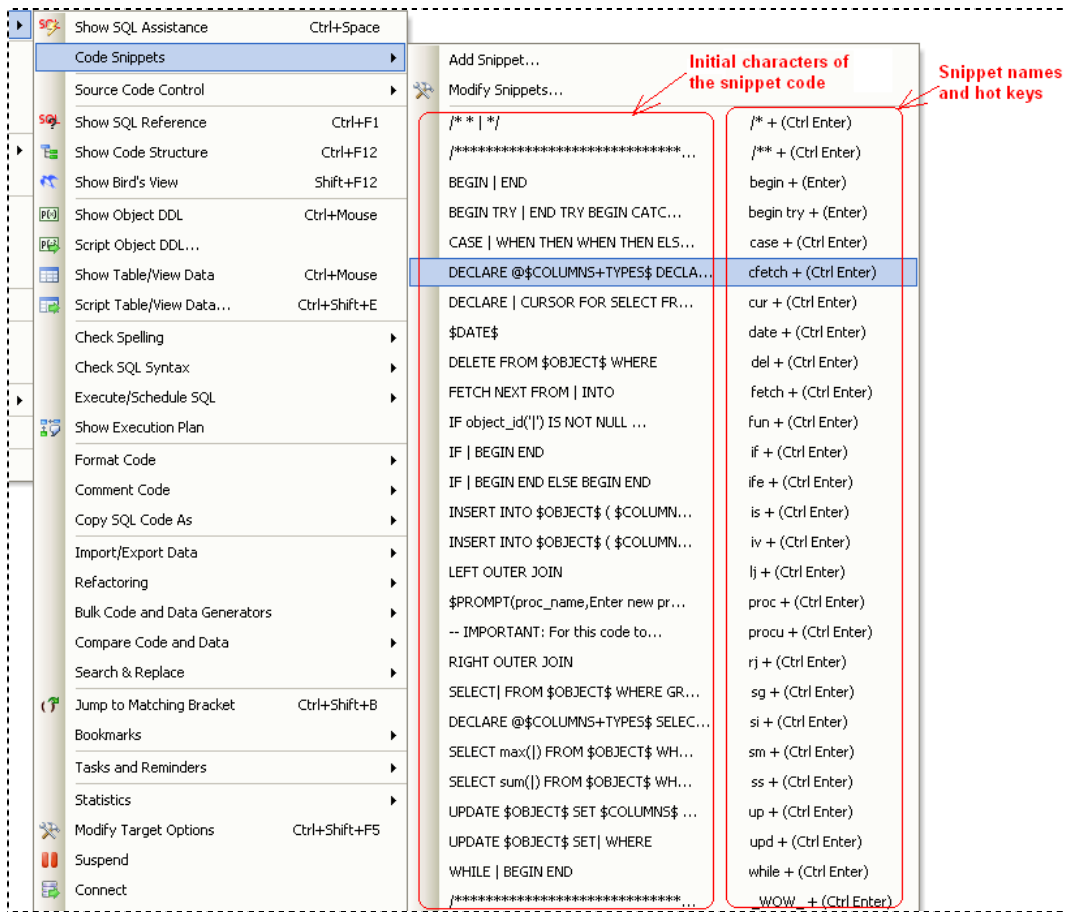 Show SQL Assistance Ctrl+Space
Code Snippets
Source Code Control
Show SQL Reference Ctrl+F1
Show Code Structure Ctrl+F12
Show Bird's View Shift+F12
Show Object DDL Ctrl+Mouse
Script Object DDL...
Show Table/View Data Ctrl+Mouse
Script Table/View Data... Ctrl+Shift+E
Check Spelling
Check SQL Syntax
Execute/Schedule SQL
Show Execution Plan
Format Code
Comment Code
Copy SQL Code As
Import/Export Data
Refactoring
Bulk Code and Data Generators
Compare Code and Data
Search & Replace
Jump to Matching Bracket Ctrl+Shift+B
Bookmarks
Tasks and Reminders
Statistics
Modify Target Options Ctrl+Shift+F5
Suspend
Connect
Add Snippet...
Modify Snippets...
Initial characters of
the snippet code
Snippet names
and hot keys
/* * | */ /* + (Ctrl Enter)
/*****************************... /** + (Ctrl Enter)
BEGIN | END begin + (Enter)
BEGIN TRY | END TRY BEGIN CATC... begin try + (Enter)
CASE | WHEN THEN WHEN THEN ELS... case + (Ctrl Enter)
DECLARE @$COLUMNS+TYPES$ DECLA... cfetch + (Ctrl Enter)
DECLARE | CURSOR FOR SELECT FR... cur + (Ctrl Enter)
$DATE$ date + (Ctrl Enter)
DELETE FROM $OBJECT$ WHERE del + (Ctrl Enter)
FETCH NEXT FROM | INTO fetch + (Ctrl Enter)
IF object_id('|') IS NOT NULL ... fun + (Ctrl Enter)
IF | BEGIN END if + (Ctrl Enter)
IF | BEGIN END ELSE BEGIN END ife + (Ctrl Enter)
INSERT INTO $OBJECT$ ( $COLUMN... is + (Ctrl Enter)
INSERT INTO $OBJECT$ ( $COLUMN... iv + (Ctrl Enter)
LEFT OUTER JOIN lj + (Ctrl Enter)
$PROMPT(proc_name,Enter new pr... proc + (Ctrl Enter)
-- IMPORTANT: For this code to... procu + (Ctrl Enter)
RIGHT OUTER JOIN rj + (Ctrl Enter)
SELECT| FROM $OBJECT$ WHERE GR... sg + (Ctrl Enter)
DECLARE @$COLUMNS+TYPES$ SELEC... si + (Ctrl Enter)
SELECT max(|) FROM $OBJECT$ WH... sm + (Ctrl Enter)
SELECT sum(|) FROM $OBJECT$ WH... ss + (Ctrl Enter)
UPDATE $OBJECT$ SET $COLUMNS$ ... up + (Ctrl Enter)
UPDATE $OBJECT$ SET| WHERE upd + (Ctrl Enter)
WHILE | BEGIN END while + (Ctrl Enter)
/*****************************... _WOW_ + (Ctrl Enter)